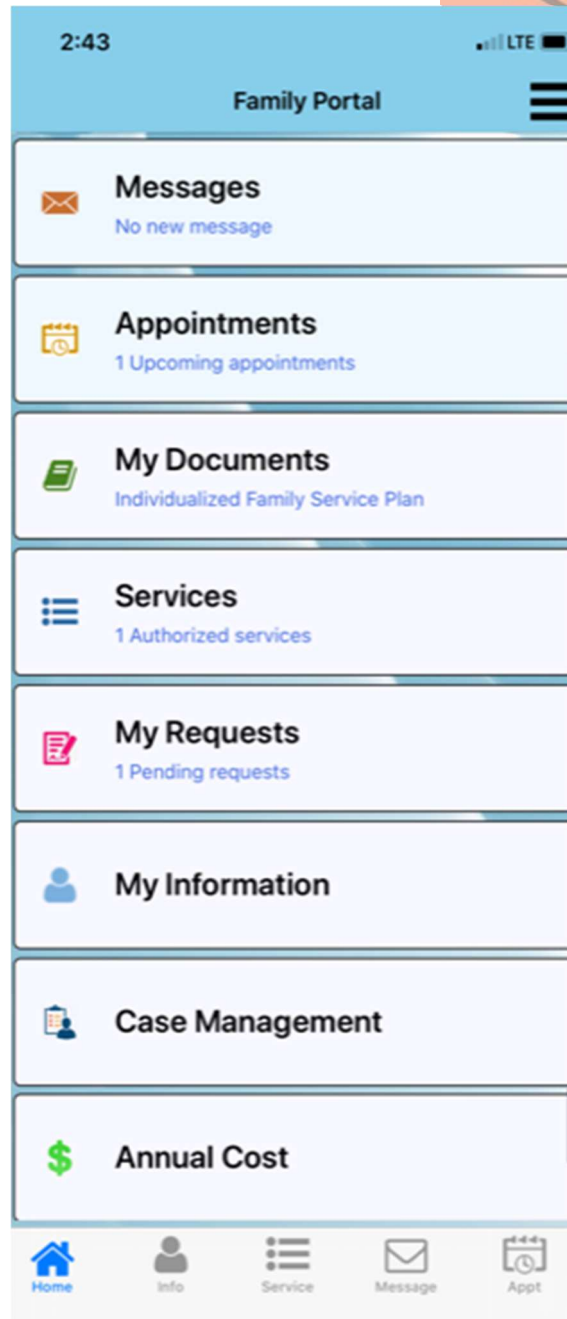 2:43
LTE
Family Portal
Messages
No new message
Appointments
1 Upcoming appointments
My Documents
Individualized Family Service Plan
Services
1 Authorized services
My Requests
1 Pending requests
My Information
Case Management
Annual Cost
Home Info Service Message Appt